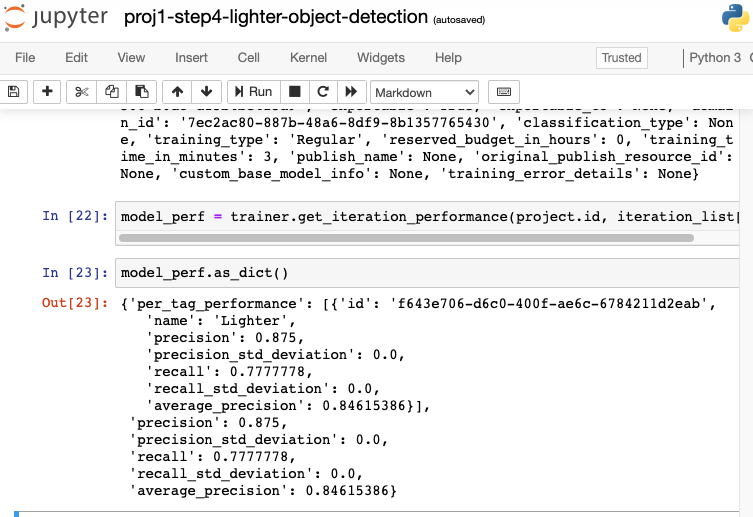 jupyter proj1-step4-lighter-object-detection (autosaved)
File Edit View Insert Cell Kernel Widgets Help Trusted Python 3
Run Markdown
n_id': '7ec2ac80-887b-48a6-8df9-8b1357765430', 'classification_type': Non
e, 'training_type': 'Regular', 'reserved_budget_in_hours': 0, 'training_t
ime_in_minutes': 3, 'publish_name': None, 'original_publish_resource_id':
None, 'custom_base_model_info': None, 'training_error_details': None}
In [22]: model_perf = trainer.get_iteration_performance(project.id, iteration_list[
In [23]: model_perf.as_dict()
Out[23]: {'per_tag_performance': [{'id': 'f643e706-d6c0-400f-ae6c-6784211d2eab',
'name': 'Lighter',
'precision': 0.875,
'precision_std_deviation': 0.0,
'recall': 0.7777778,
'recall_std_deviation': 0.0,
'average_precision': 0.84615386}],
'precision': 0.875,
'precision_std_deviation': 0.0,
'recall': 0.7777778,
'recall_std_deviation': 0.0,
'average_precision': 0.84615386}